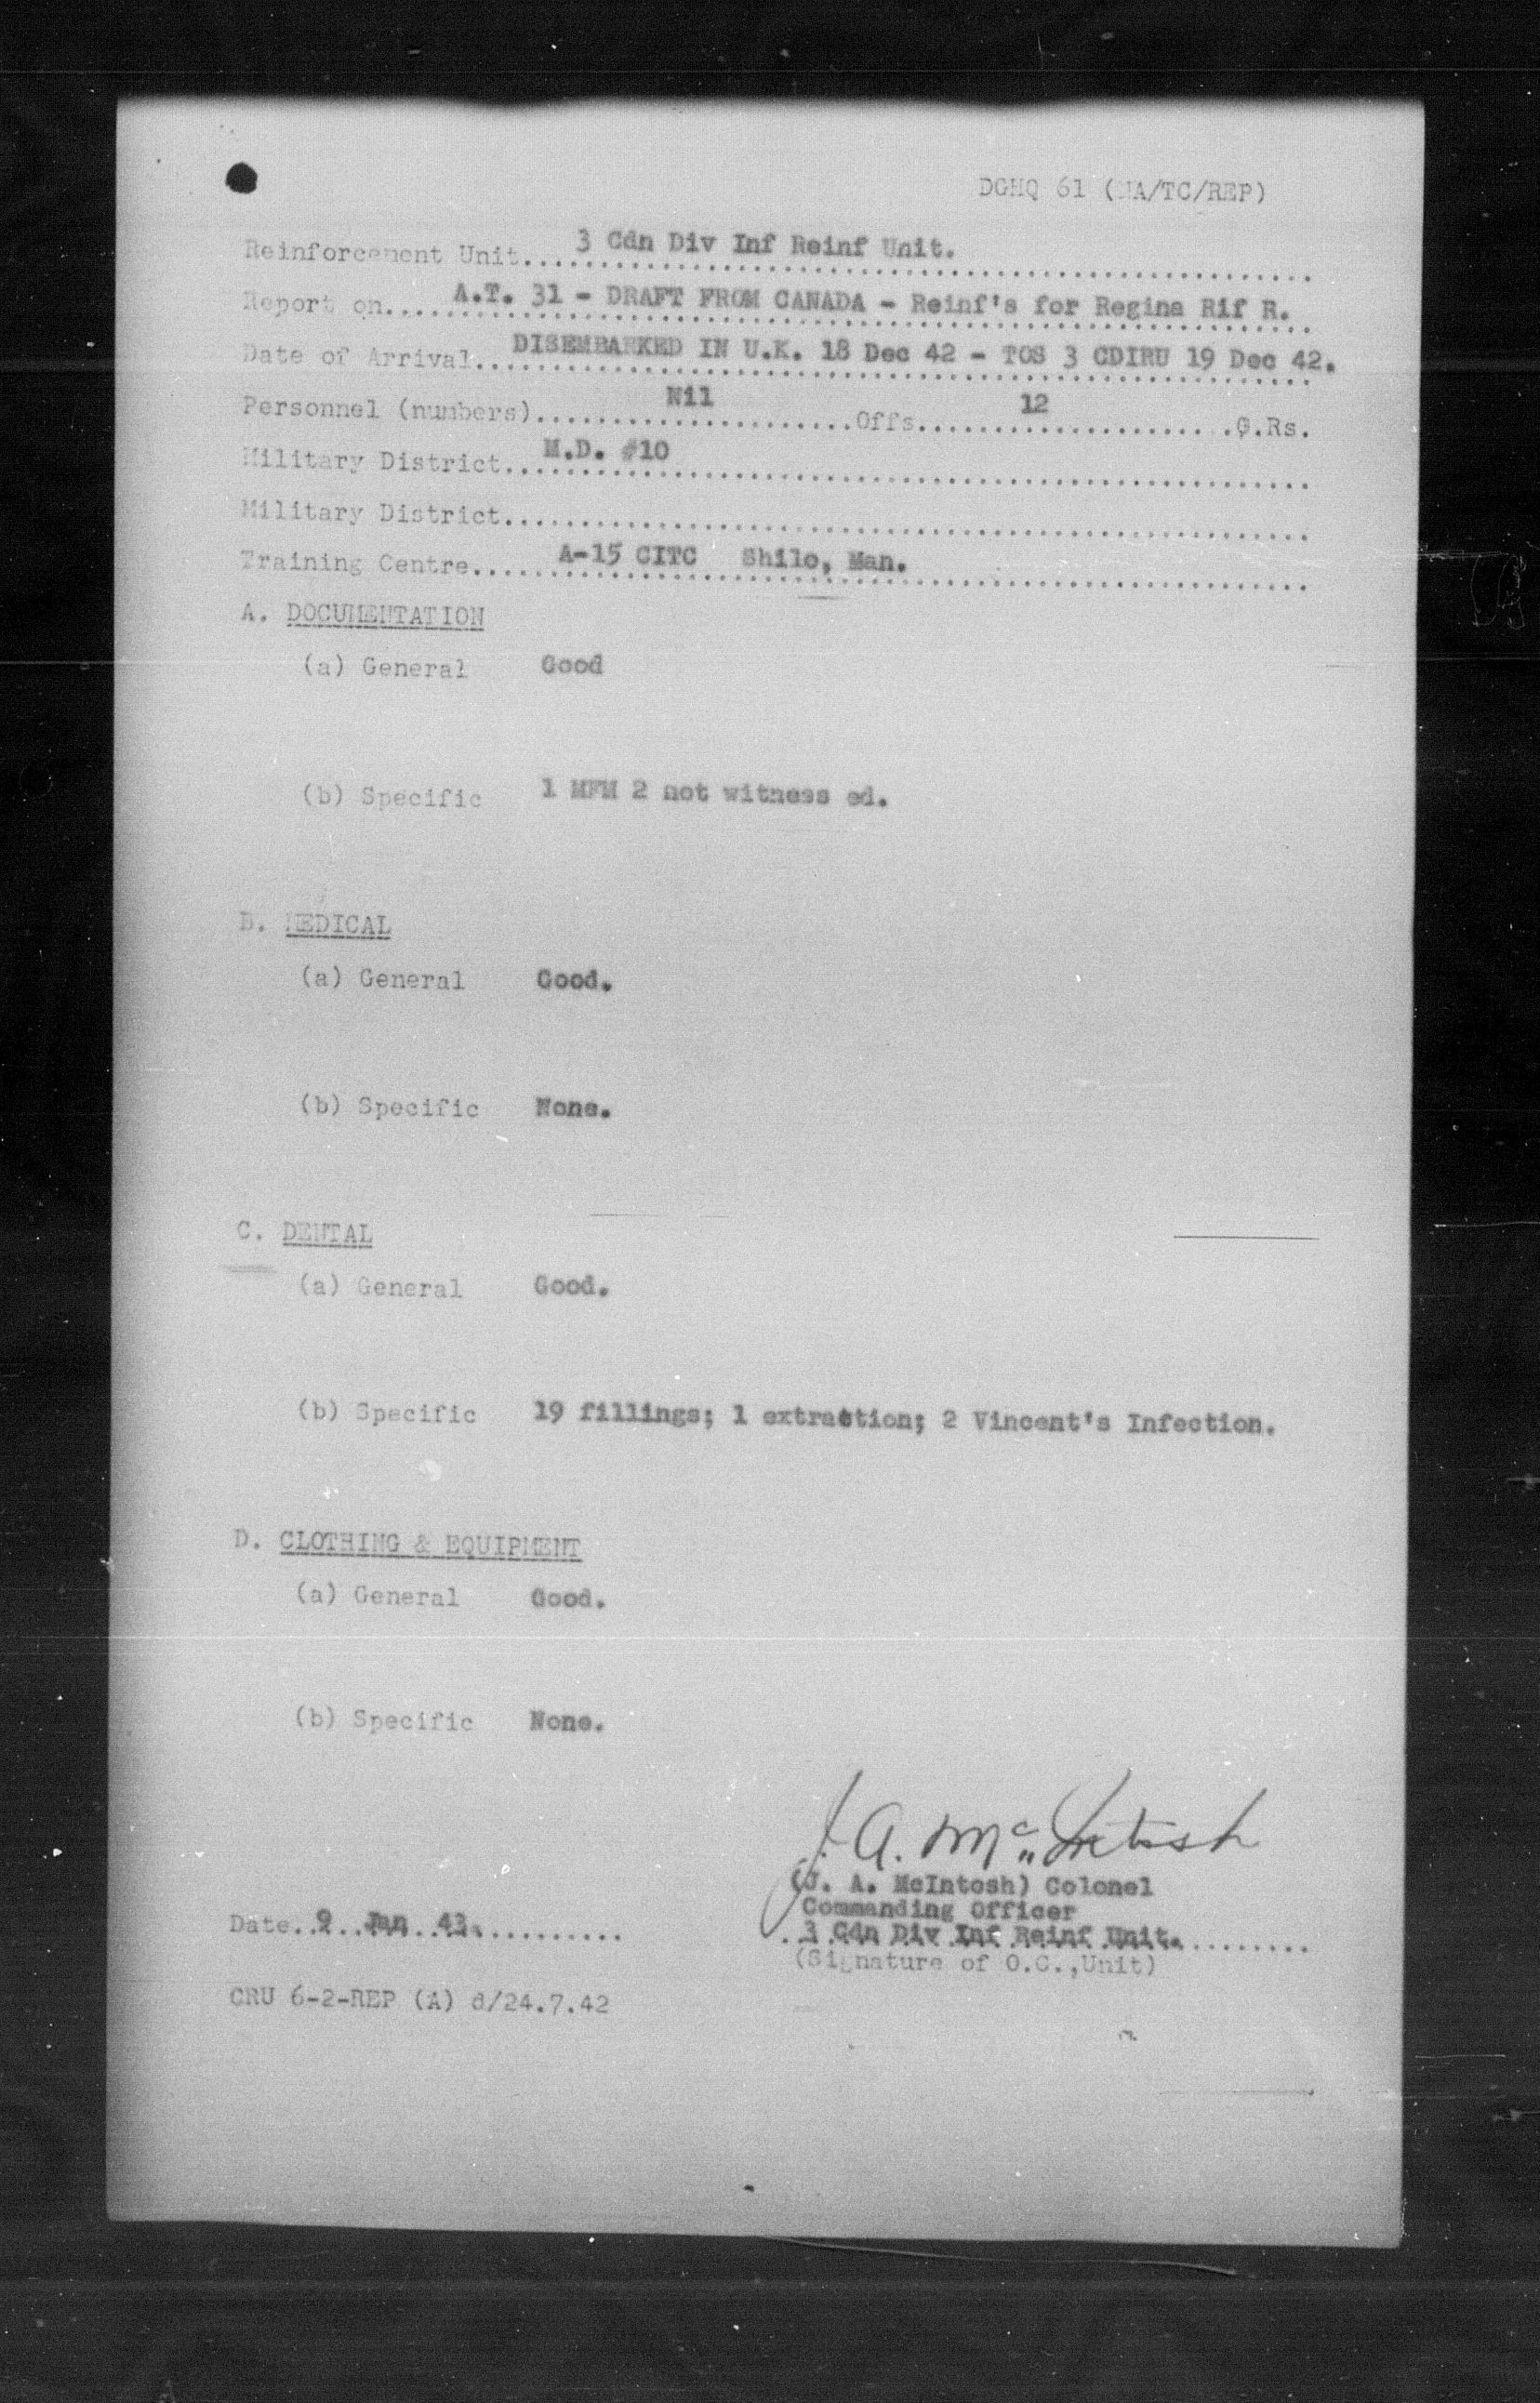 DGHQ 61 (NA/TC/REP)
Reinforcement Unit...3 Cdn Div Inf Reinf Unit.
Report on...A.T. 31 - DRAFT FROM CANADA - Reinf's for Regina Rif R.
Date of Arrival...DISEMBARKED IN U.K. 18 Dec 42 - TOS 3 CDIRU 19 Dec 42.
Personnel (numbers)...Nil...Offs...12...O.Rs.
Military District...M.D. #10
Military District...
Training Centre...A-15 CITC Shilo, Man.
A. DOCUMENTATION
(a) General Good
(b) Specific 1 MFM 2 not witness ed.
B. MEDICAL
(a) General Good.
(b) Specific None.
C. DENTAL
(a) General Good.
(b) Specific 19 fillings; 1 extraction; 2 Vincent's Infection.
D. CLOTHING & EQUIPMENT
(a) General Good.
(b) Specific None.
J. A. McIntosh
(J. A. McIntosh) Colonel
Commanding Officer
Date...9 Jan 43... 3 Cdn Div Inf Reinf Unit.
(Signature of O.C.,Unit)
CRU 6-2-REP (A) d/24.7.42